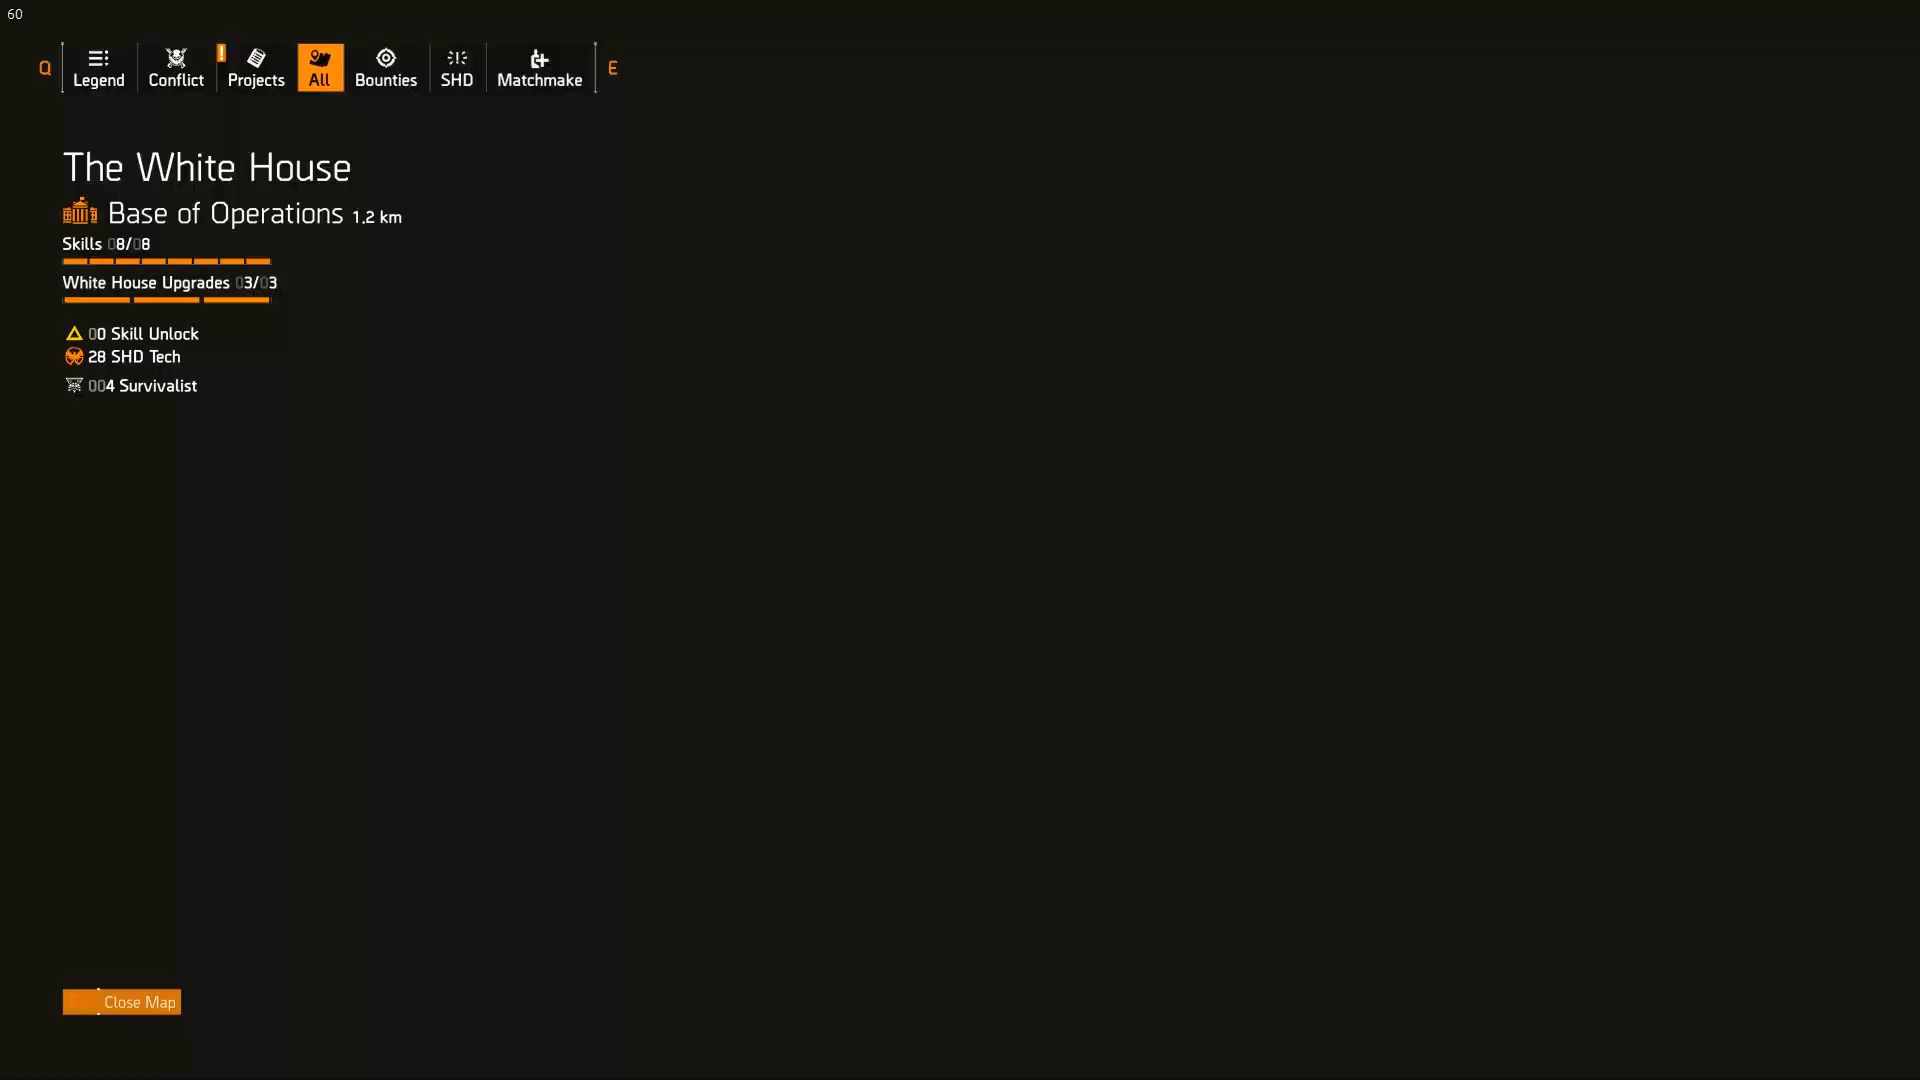 60
Q Legend Conflict Projects All Bounties SHD Matchmake E
The White House
Base of Operations 1.2 km
Skills 08/08
White House Upgrades 03/03
00 Skill Unlock
28 SHD Tech
004 Survivalist
Close Map